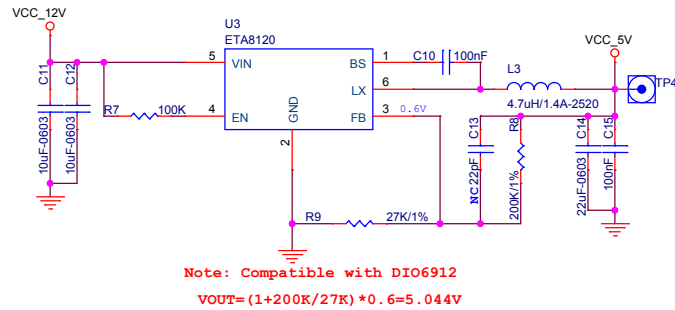 VCC_12V
U3
ETA8120
VCC_5V
C11
C12
10uF-0603
10uF-0603
R7
100K
5
VIN
4
EN
GND
2
BS
1
LX
6
FB
3
0.6V
C10
100nF
L3
4.7uH/1.4A-2520
TP4
C13
NC
22pF
R8
200K/1%
C14
22uF-0603
C15
100nF
R9
27K/1%
Note: Compatible with DIO6912
VOUT=(1+200K/27K)*0.6=5.044V